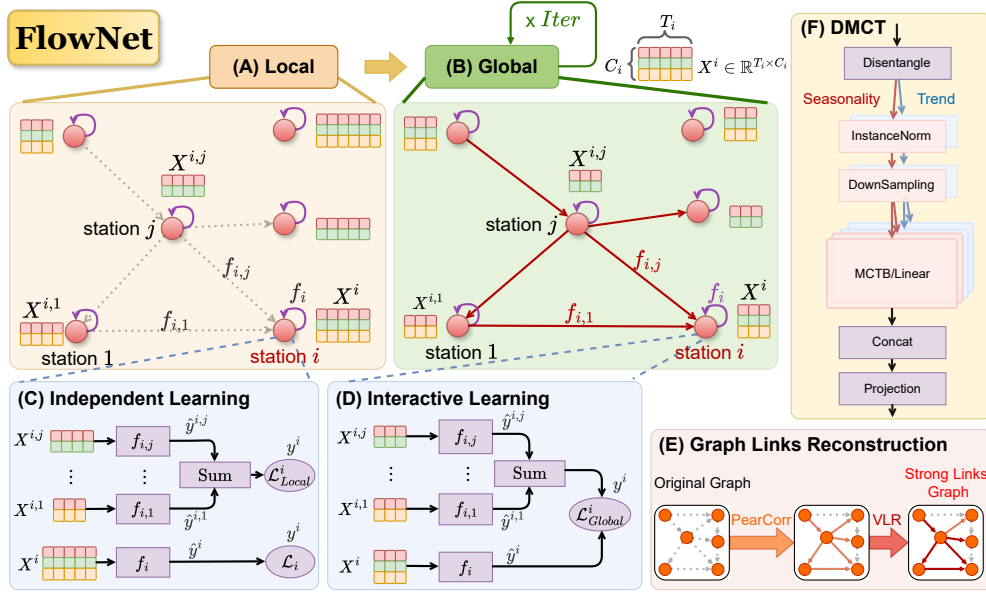 FlowNet
(A) Local
(B) Global
x Iter
T_i
C_i
X^i ∈ ℝ^{T_i×C_i}
X^{i,j}
station j
f_{i,j}
f_i
X^i
X^{i,1}
f_{i,1}
station 1
station i
X^{i,j}
station j
f_{i,j}
f_i
X^i
X^{i,1}
f_{i,1}
station 1
station i
(C) Independent Learning
X^{i,j}
f_{i,j}
ŷ^{i,j}
y^i
⋮
⋮
Sum
ℒ^i_{Local}
X^{i,1}
f_{i,1}
ŷ^{i,1}
X^i
f_i
ŷ^i
y^i
ℒ_i
(D) Interactive Learning
X^{i,j}
f_{i,j}
ŷ^{i,j}
⋮
⋮
Sum
y^i
X^{i,1}
f_{i,1}
ŷ^{i,1}
ℒ^i_{Global}
X^i
f_i
ŷ^i
(F) DMCT
Disentangle
Seasonality
Trend
InstanceNorm
DownSampling
MCTB/Linear
Concat
Projection
(E) Graph Links Reconstruction
Original Graph
Strong Links
Graph
PearCorr
VLR